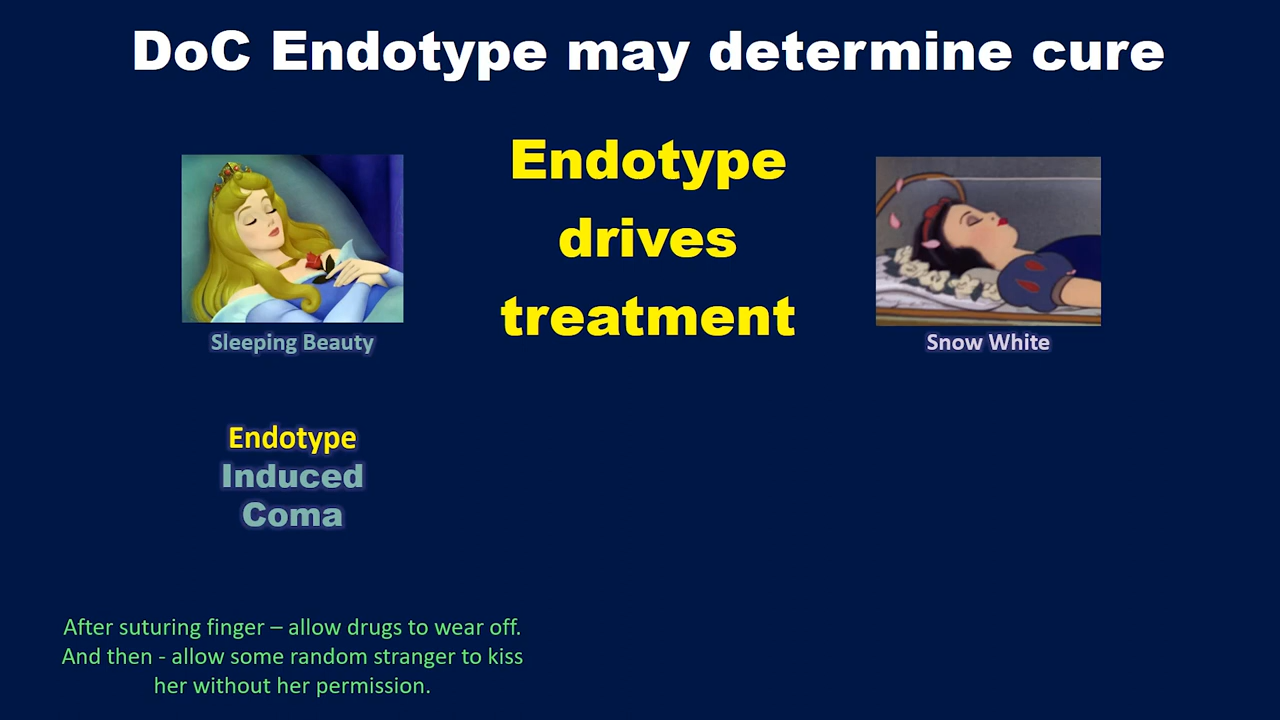 DoC Endotype may determine cure
Endotype
drives
treatment
Sleeping Beauty
Snow White
Endotype
Induced
Coma
After suturing finger – allow drugs to wear off.
And then - allow some random stranger to kiss
her without her permission.